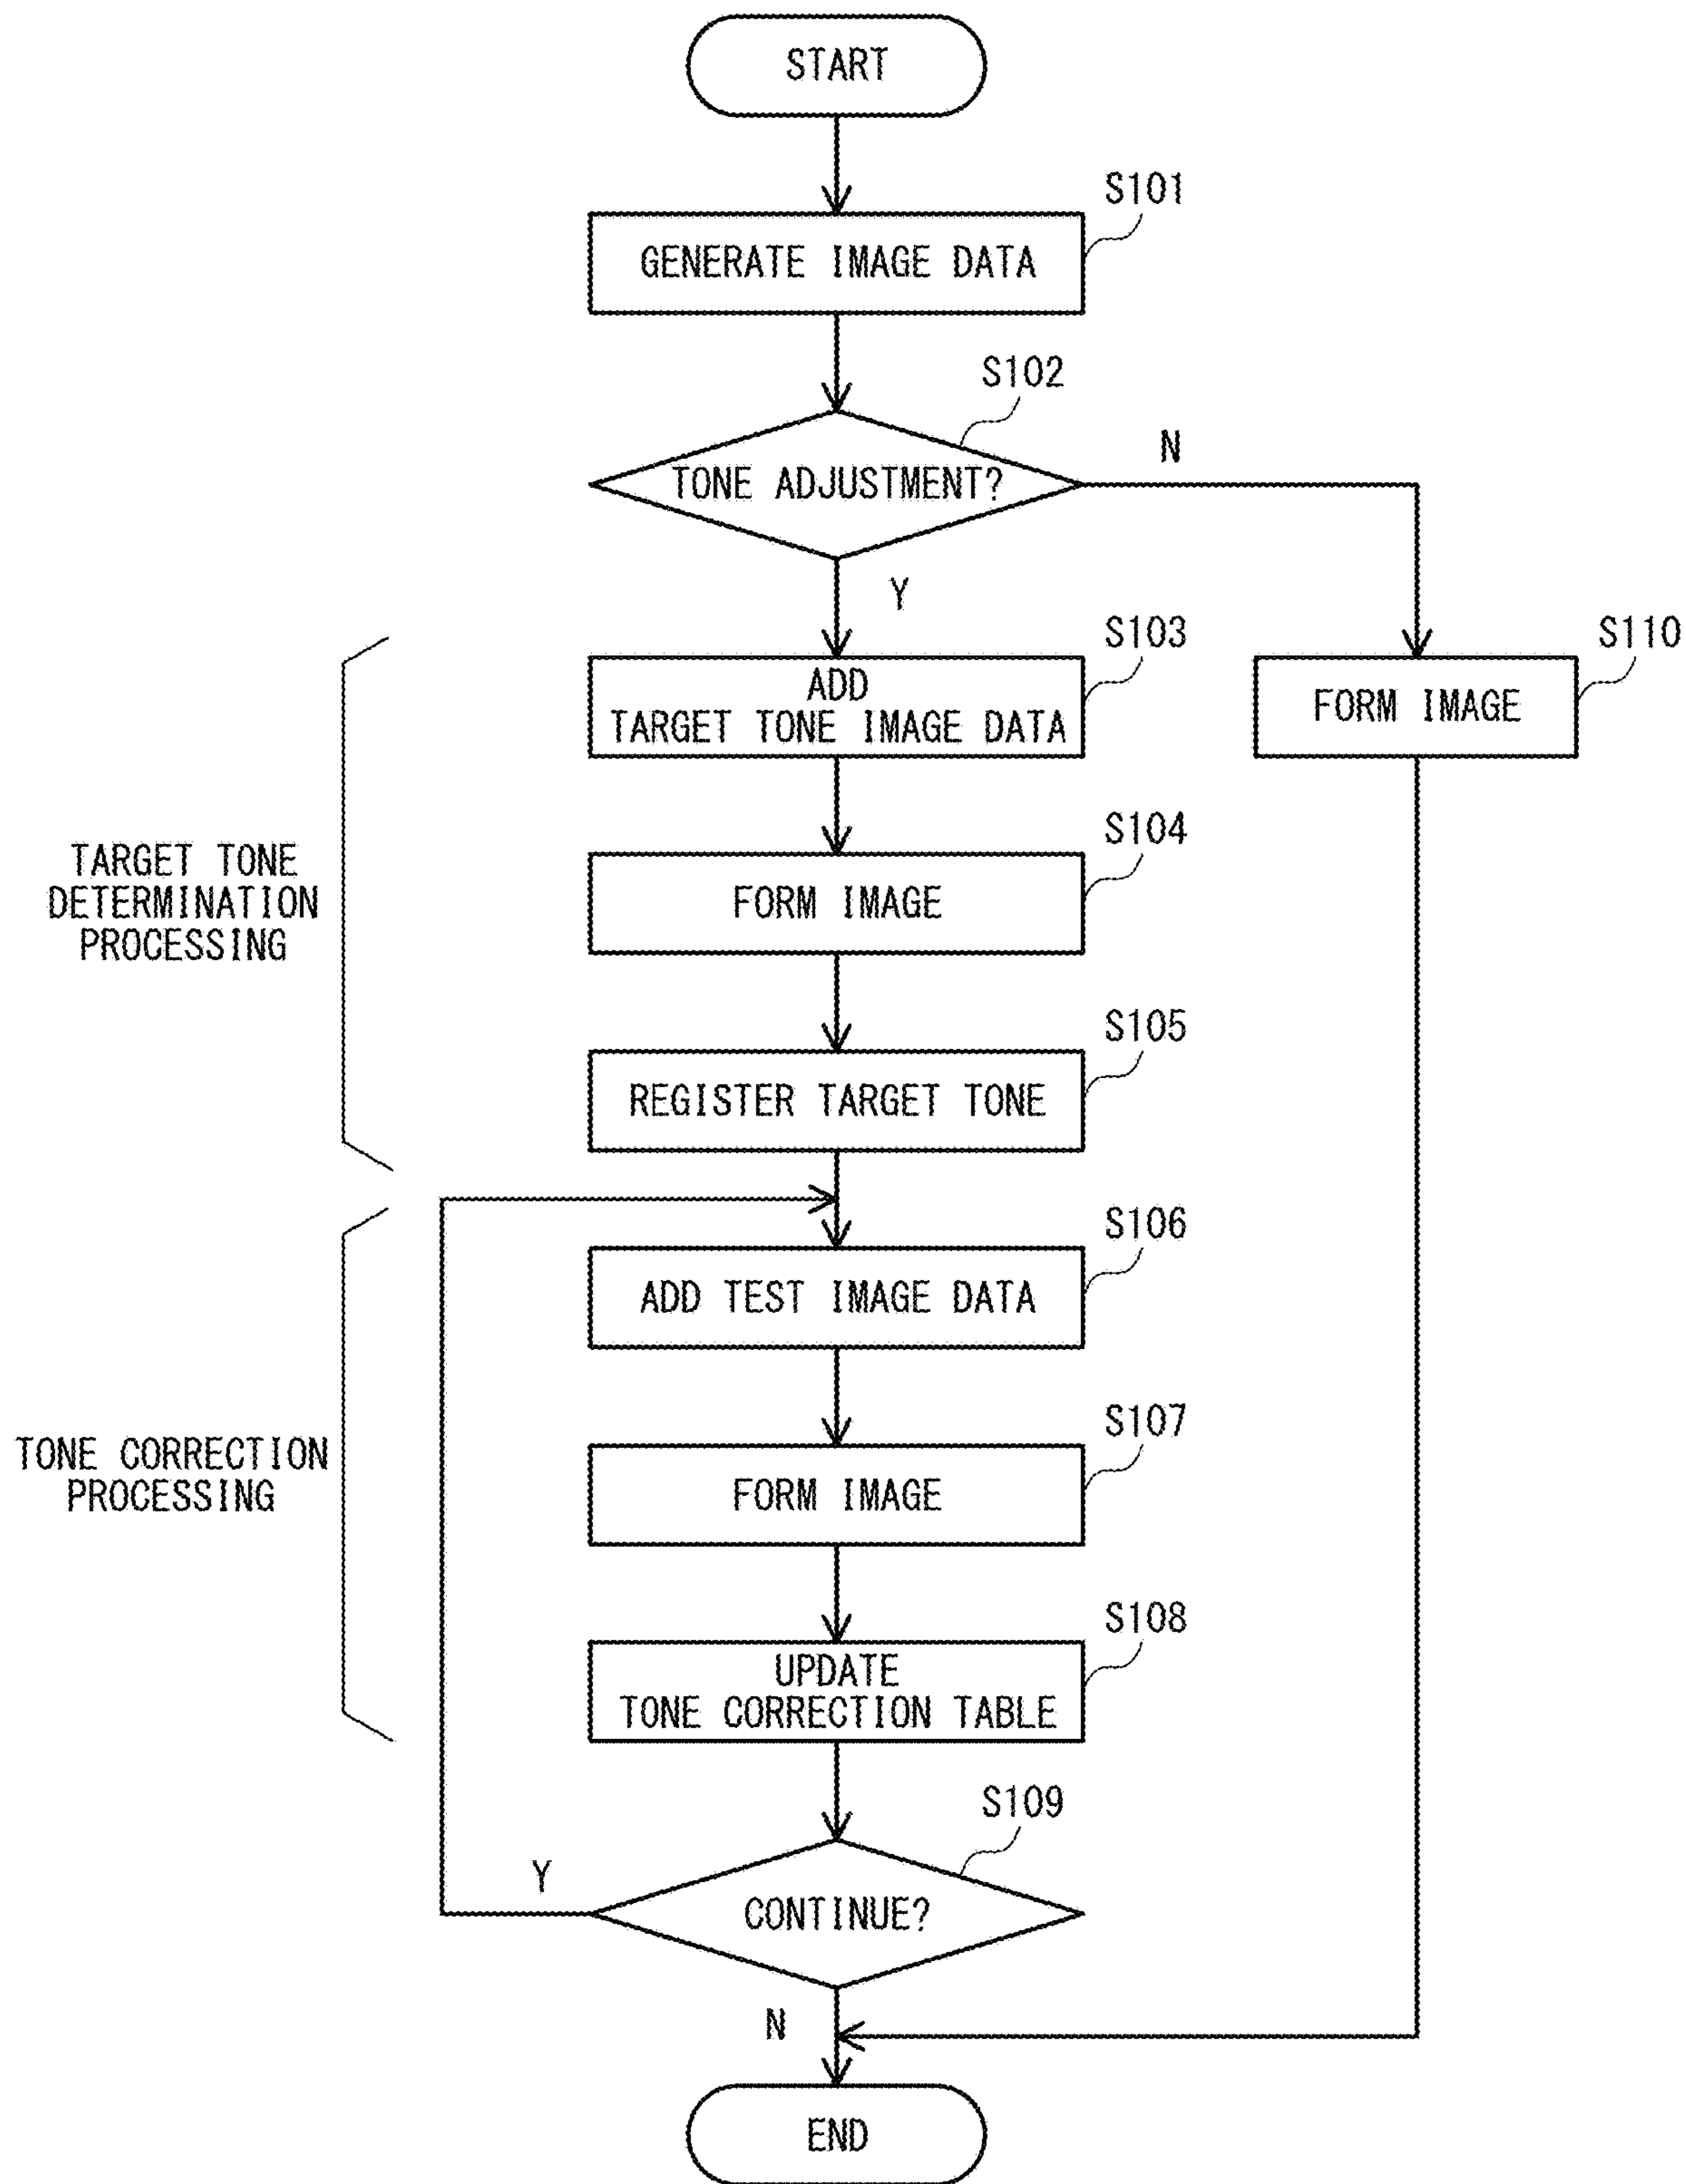 START
S101
GENERATE IMAGE DATA
S102
TONE ADJUSTMENT?
N
Y
S103
ADD
TARGET TONE IMAGE DATA
S110
FORM IMAGE
TARGET TONE
DETERMINATION
PROCESSING
S104
FORM IMAGE
S105
REGISTER TARGET TONE
S106
ADD TEST IMAGE DATA
TONE CORRECTION
PROCESSING
S107
FORM IMAGE
S108
UPDATE
TONE CORRECTION TABLE
S109
Y
CONTINUE?
N
END